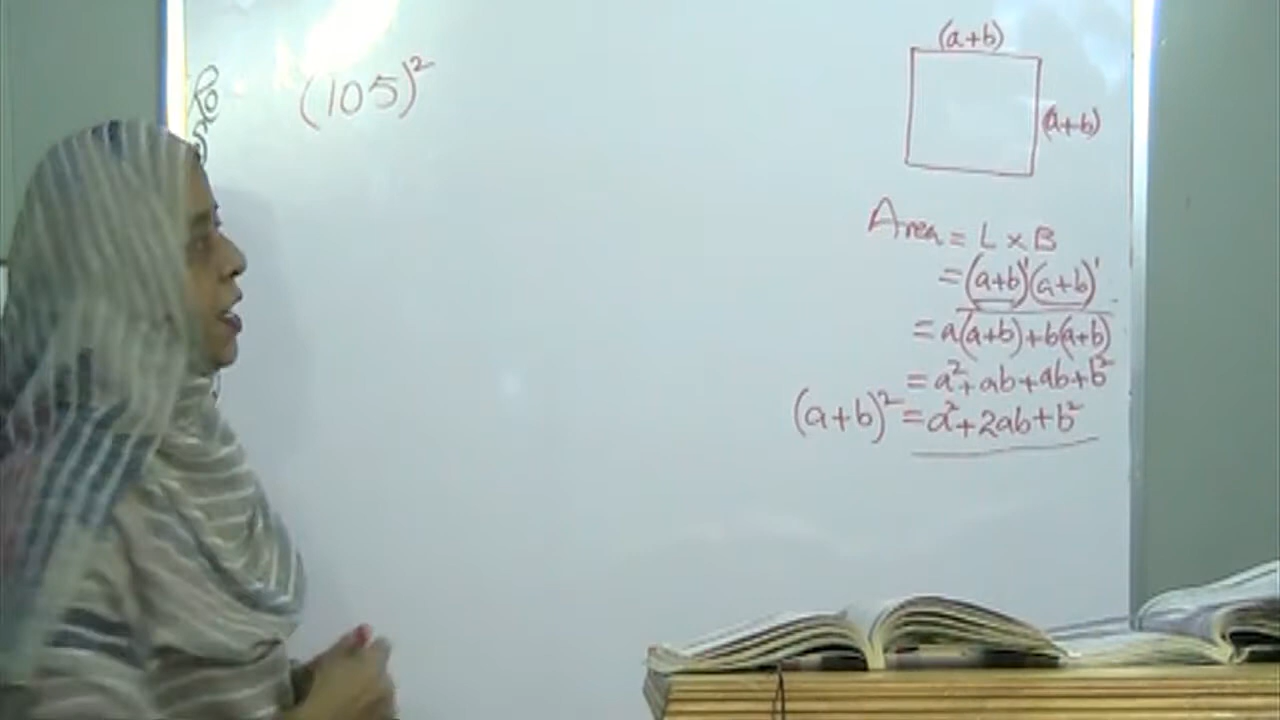 (105)²
(a+b)
(a+b)
Area = L × B
= (a+b)'(a+b)'
= a(a+b)+b(a+b)
= a²+ab+ab+b²
(a+b)² = a²+2ab+b²